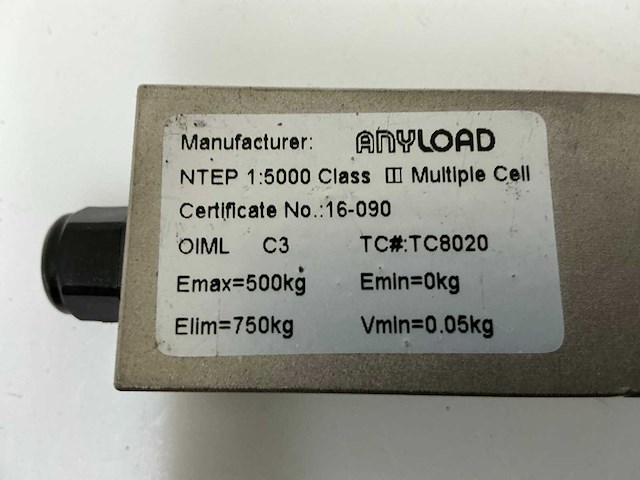 Manufacturer: ANYLOAD
NTEP 1:5000 Class III Multiple Cell
Certificate No.:16-090
OIML C3 TC#:TC8020
Emax=500kg Emin=0kg
Elim=750kg Vmin=0.05kg